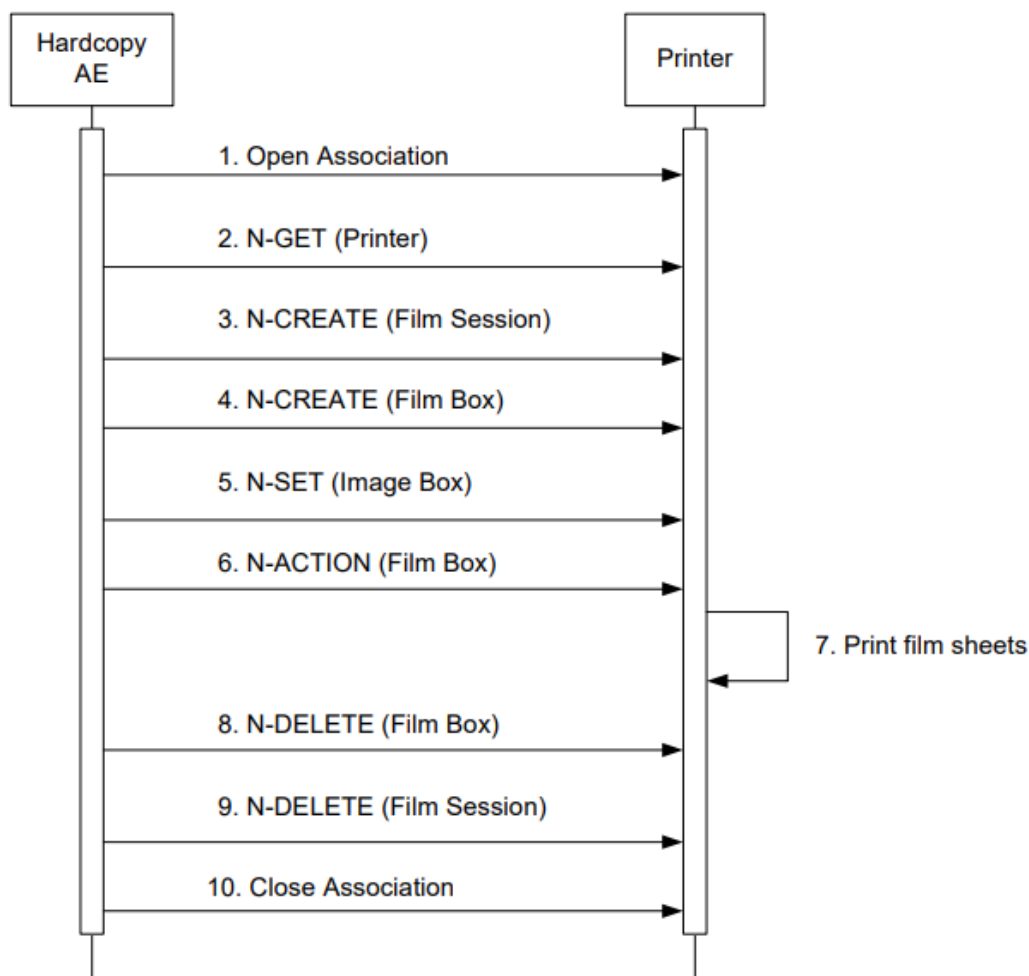 Hardcopy
AE
Printer
1. Open Association
2. N-GET (Printer)
3. N-CREATE (Film Session)
4. N-CREATE (Film Box)
5. N-SET (Image Box)
6. N-ACTION (Film Box)
7. Print film sheets
8. N-DELETE (Film Box)
9. N-DELETE (Film Session)
10. Close Association